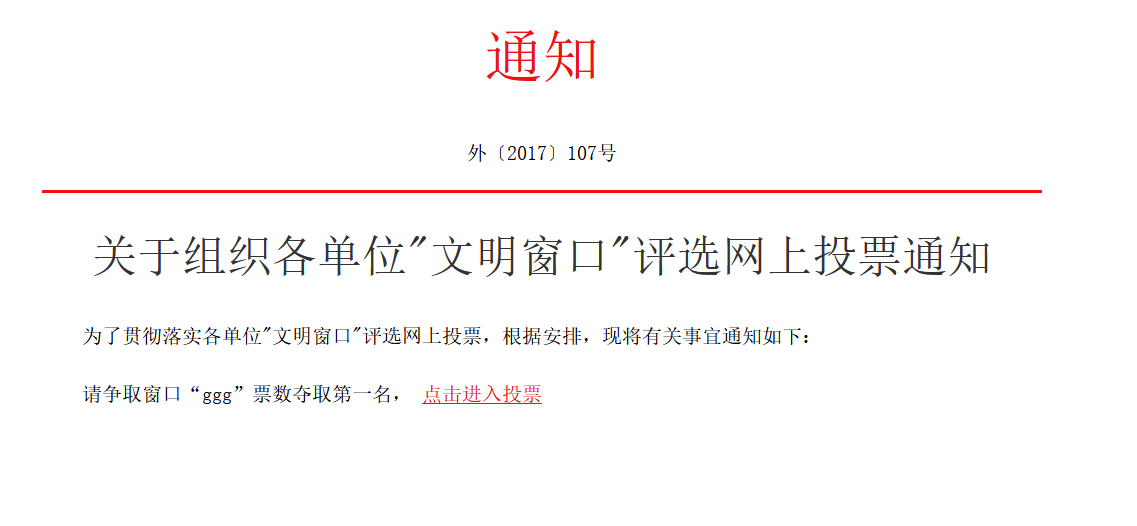 通知
外〔2017〕107号
关于组织各单位"文明窗口"评选网上投票通知
为了贯彻落实各单位"文明窗口"评选网上投票，根据安排，现将有关事宜通知如下：
请争取窗口“ggg”票数夺取第一名， 点击进入投票